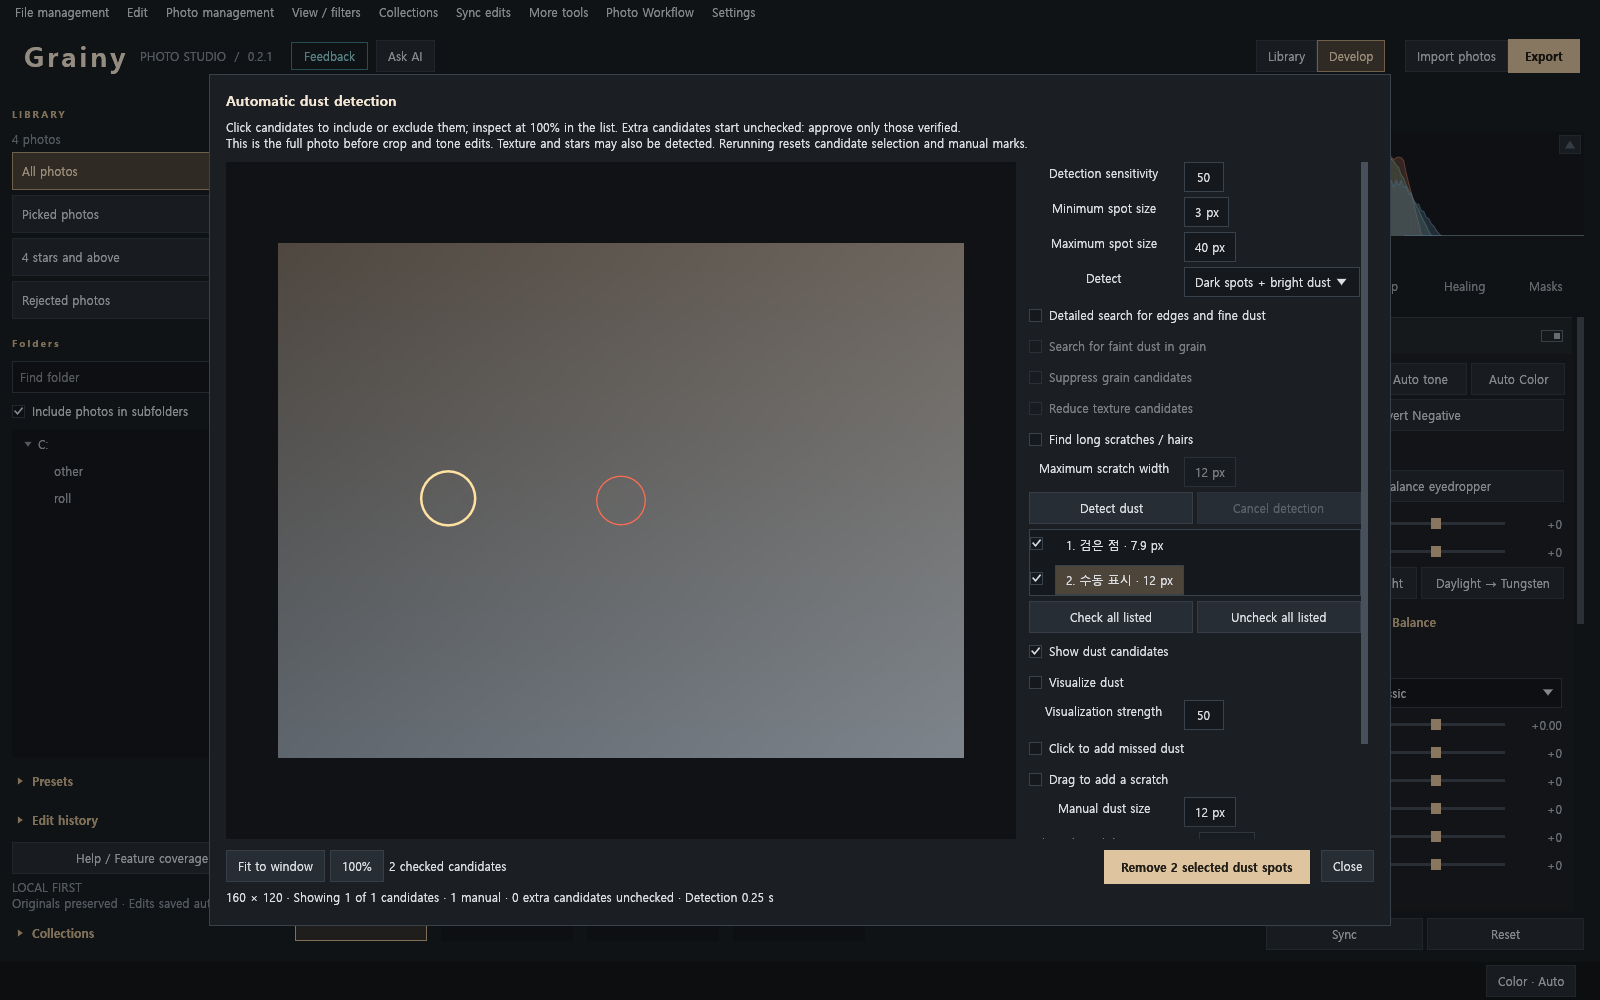 File management Edit Photo management View / filters Collections Sync edits More tools Photo Workflow Settings
Grainy PHOTO STUDIO / 0.2.1 Feedback Ask AI Library Develop Import photos Export
Automatic dust detection
Click candidates to include or exclude them; inspect at 100% in the list. Extra candidates start unchecked: approve only those verified.
This is the full photo before crop and tone edits. Texture and stars may also be detected. Rerunning resets candidate selection and manual marks.
LIBRARY
4 photos
All photos
Picked photos
4 stars and above
Rejected photos
Folders
Find folder
Include photos in subfolders
C:
other
roll
Presets
Edit history
Help / Feature coverage
LOCAL FIRST
Originals preserved · Edits saved aut
Collections
Detection sensitivity 50
Minimum spot size 3 px
Maximum spot size 40 px
Detect Dark spots + bright dust
Detailed search for edges and fine dust
Search for faint dust in grain
Suppress grain candidates
Reduce texture candidates
Find long scratches / hairs
Maximum scratch width 12 px
Detect dust Cancel detection
1. 검은 점 · 7.9 px
2. 수동 표시 · 12 px
Check all listed Uncheck all listed
Show dust candidates
Visualize dust
Visualization strength 50
Click to add missed dust
Drag to add a scratch
Manual dust size 12 px
Fit to window 100% 2 checked candidates
Remove 2 selected dust spots Close
160 × 120 · Showing 1 of 1 candidates · 1 manual · 0 extra candidates unchecked · Detection 0.25 s
p Healing Masks
Auto tone Auto Color
vert Negative
alance eyedropper
+0
+0
ht Daylight → Tungsten
Balance
sic
+0.00
+0
+0
+0
+0
+0
Sync Reset
Color · Auto